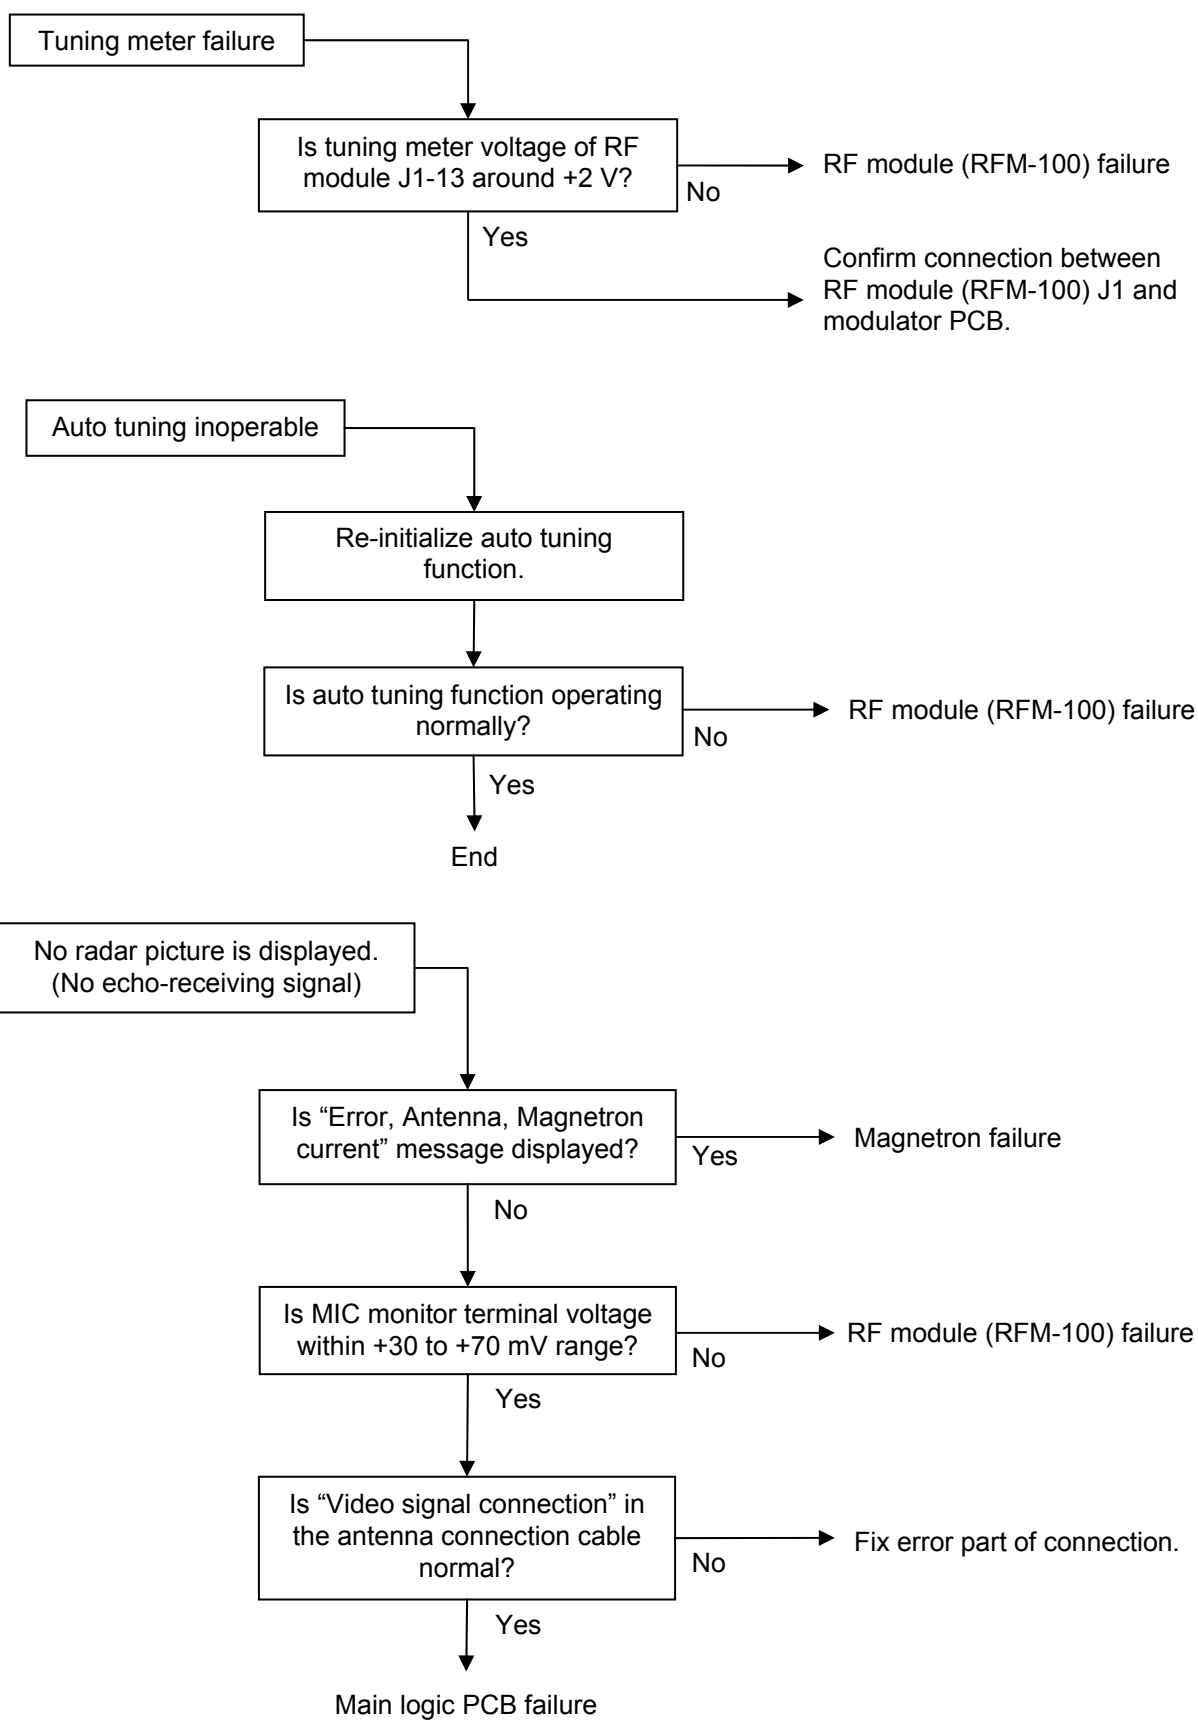 Tuning meter failure
Is tuning meter voltage of RF
module J1-13 around +2 V?
No
RF module (RFM-100) failure
Yes
Confirm connection between
RF module (RFM-100) J1 and
modulator PCB.
Auto tuning inoperable
Re-initialize auto tuning
function.
Is auto tuning function operating
normally?
No
RF module (RFM-100) failure
Yes
End
No radar picture is displayed.
(No echo-receiving signal)
Is “Error, Antenna, Magnetron
current” message displayed?
Yes
Magnetron failure
No
Is MIC monitor terminal voltage
within +30 to +70 mV range?
No
RF module (RFM-100) failure
Yes
Is “Video signal connection” in
the antenna connection cable
normal?
No
Fix error part of connection.
Yes
Main logic PCB failure